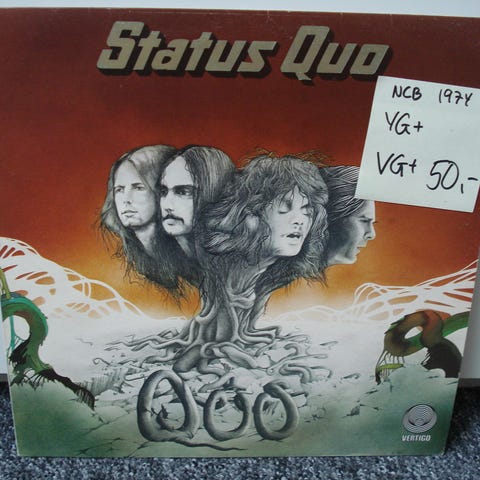 Status Quo
NCB 1974
VG+
VG+ 50,-
Quo
VERTIGO